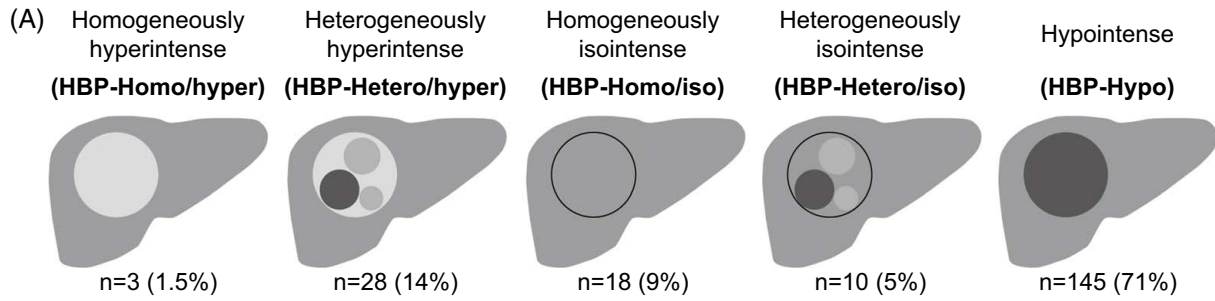 (A)
Homogeneously
hyperintense
(HBP-Homo/hyper)
n=3 (1.5%)
Heterogeneously
hyperintense
(HBP-Hetero/hyper)
n=28 (14%)
Homogeneously
isointense
(HBP-Homo/iso)
n=18 (9%)
Heterogeneously
isointense
(HBP-Hetero/iso)
n=10 (5%)
Hypointense
(HBP-Hypo)
n=145 (71%)